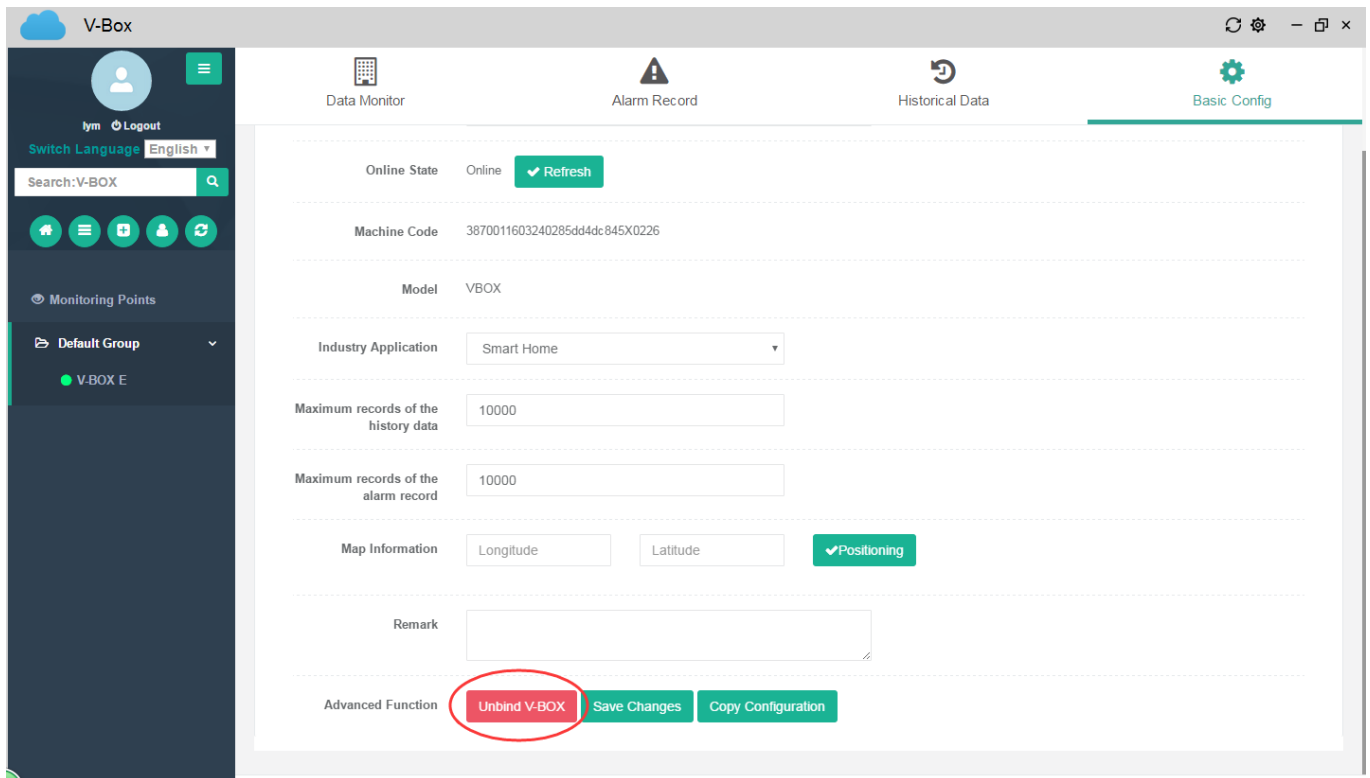 V-Box
lym Logout
Switch Language English
Search:V-BOX
Monitoring Points
Default Group
V-BOX E
Data Monitor
Alarm Record
Historical Data
Basic Config
Online State Online Refresh
Machine Code 3870011603240285dd4dc845X0226
Model VBOX
Industry Application Smart Home
Maximum records of the
history data
10000
Maximum records of the
alarm record
10000
Map Information Longitude Latitude Positioning
Remark
Advanced Function Unbind V-BOX Save Changes Copy Configuration